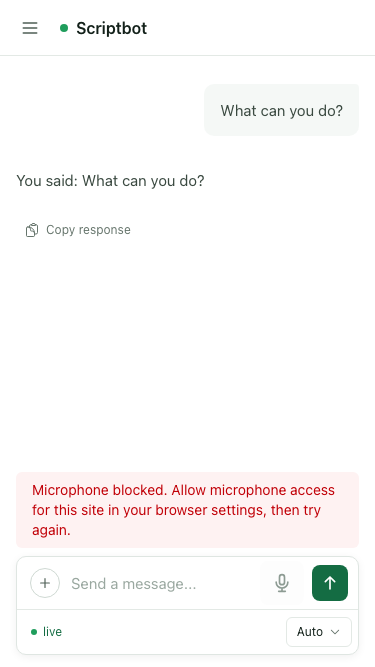 Scriptbot
What can you do?
You said: What can you do?
Copy response
Microphone blocked. Allow microphone access
for this site in your browser settings, then try
again.
Send a message...
live
Auto